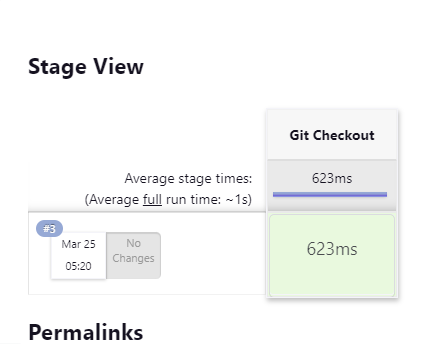 Stage View
Git Checkout
Average stage times:
623ms
(Average full run time: ~1s)
#3
Mar 25
05:20
No
Changes
623ms
Permalinks